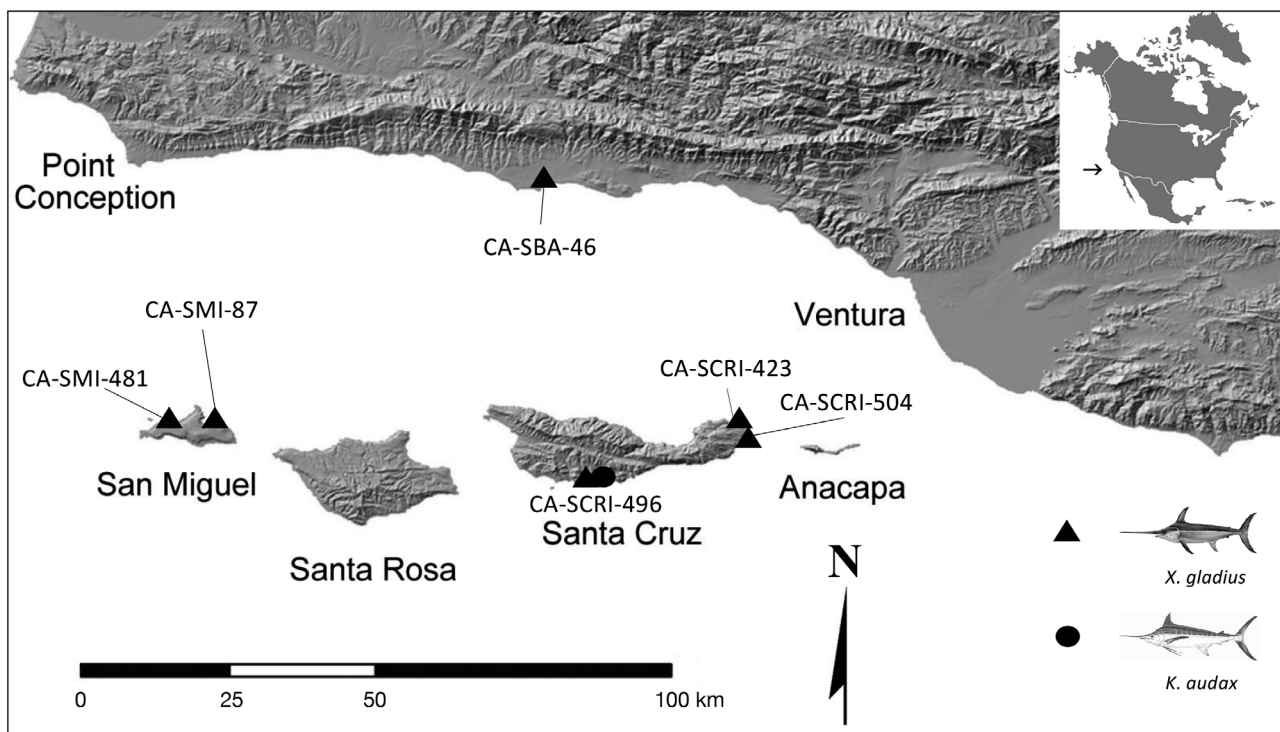 Point
Conception
CA-SBA-46
CA-SMI-87
Ventura
CA-SMI-481
CA-SCRI-423
CA-SCRI-504
San Miguel
Anacapa
CA-SCRI-496
Santa Cruz
Santa Rosa
N
X. gladius
K. audax
0 25 50 100 km